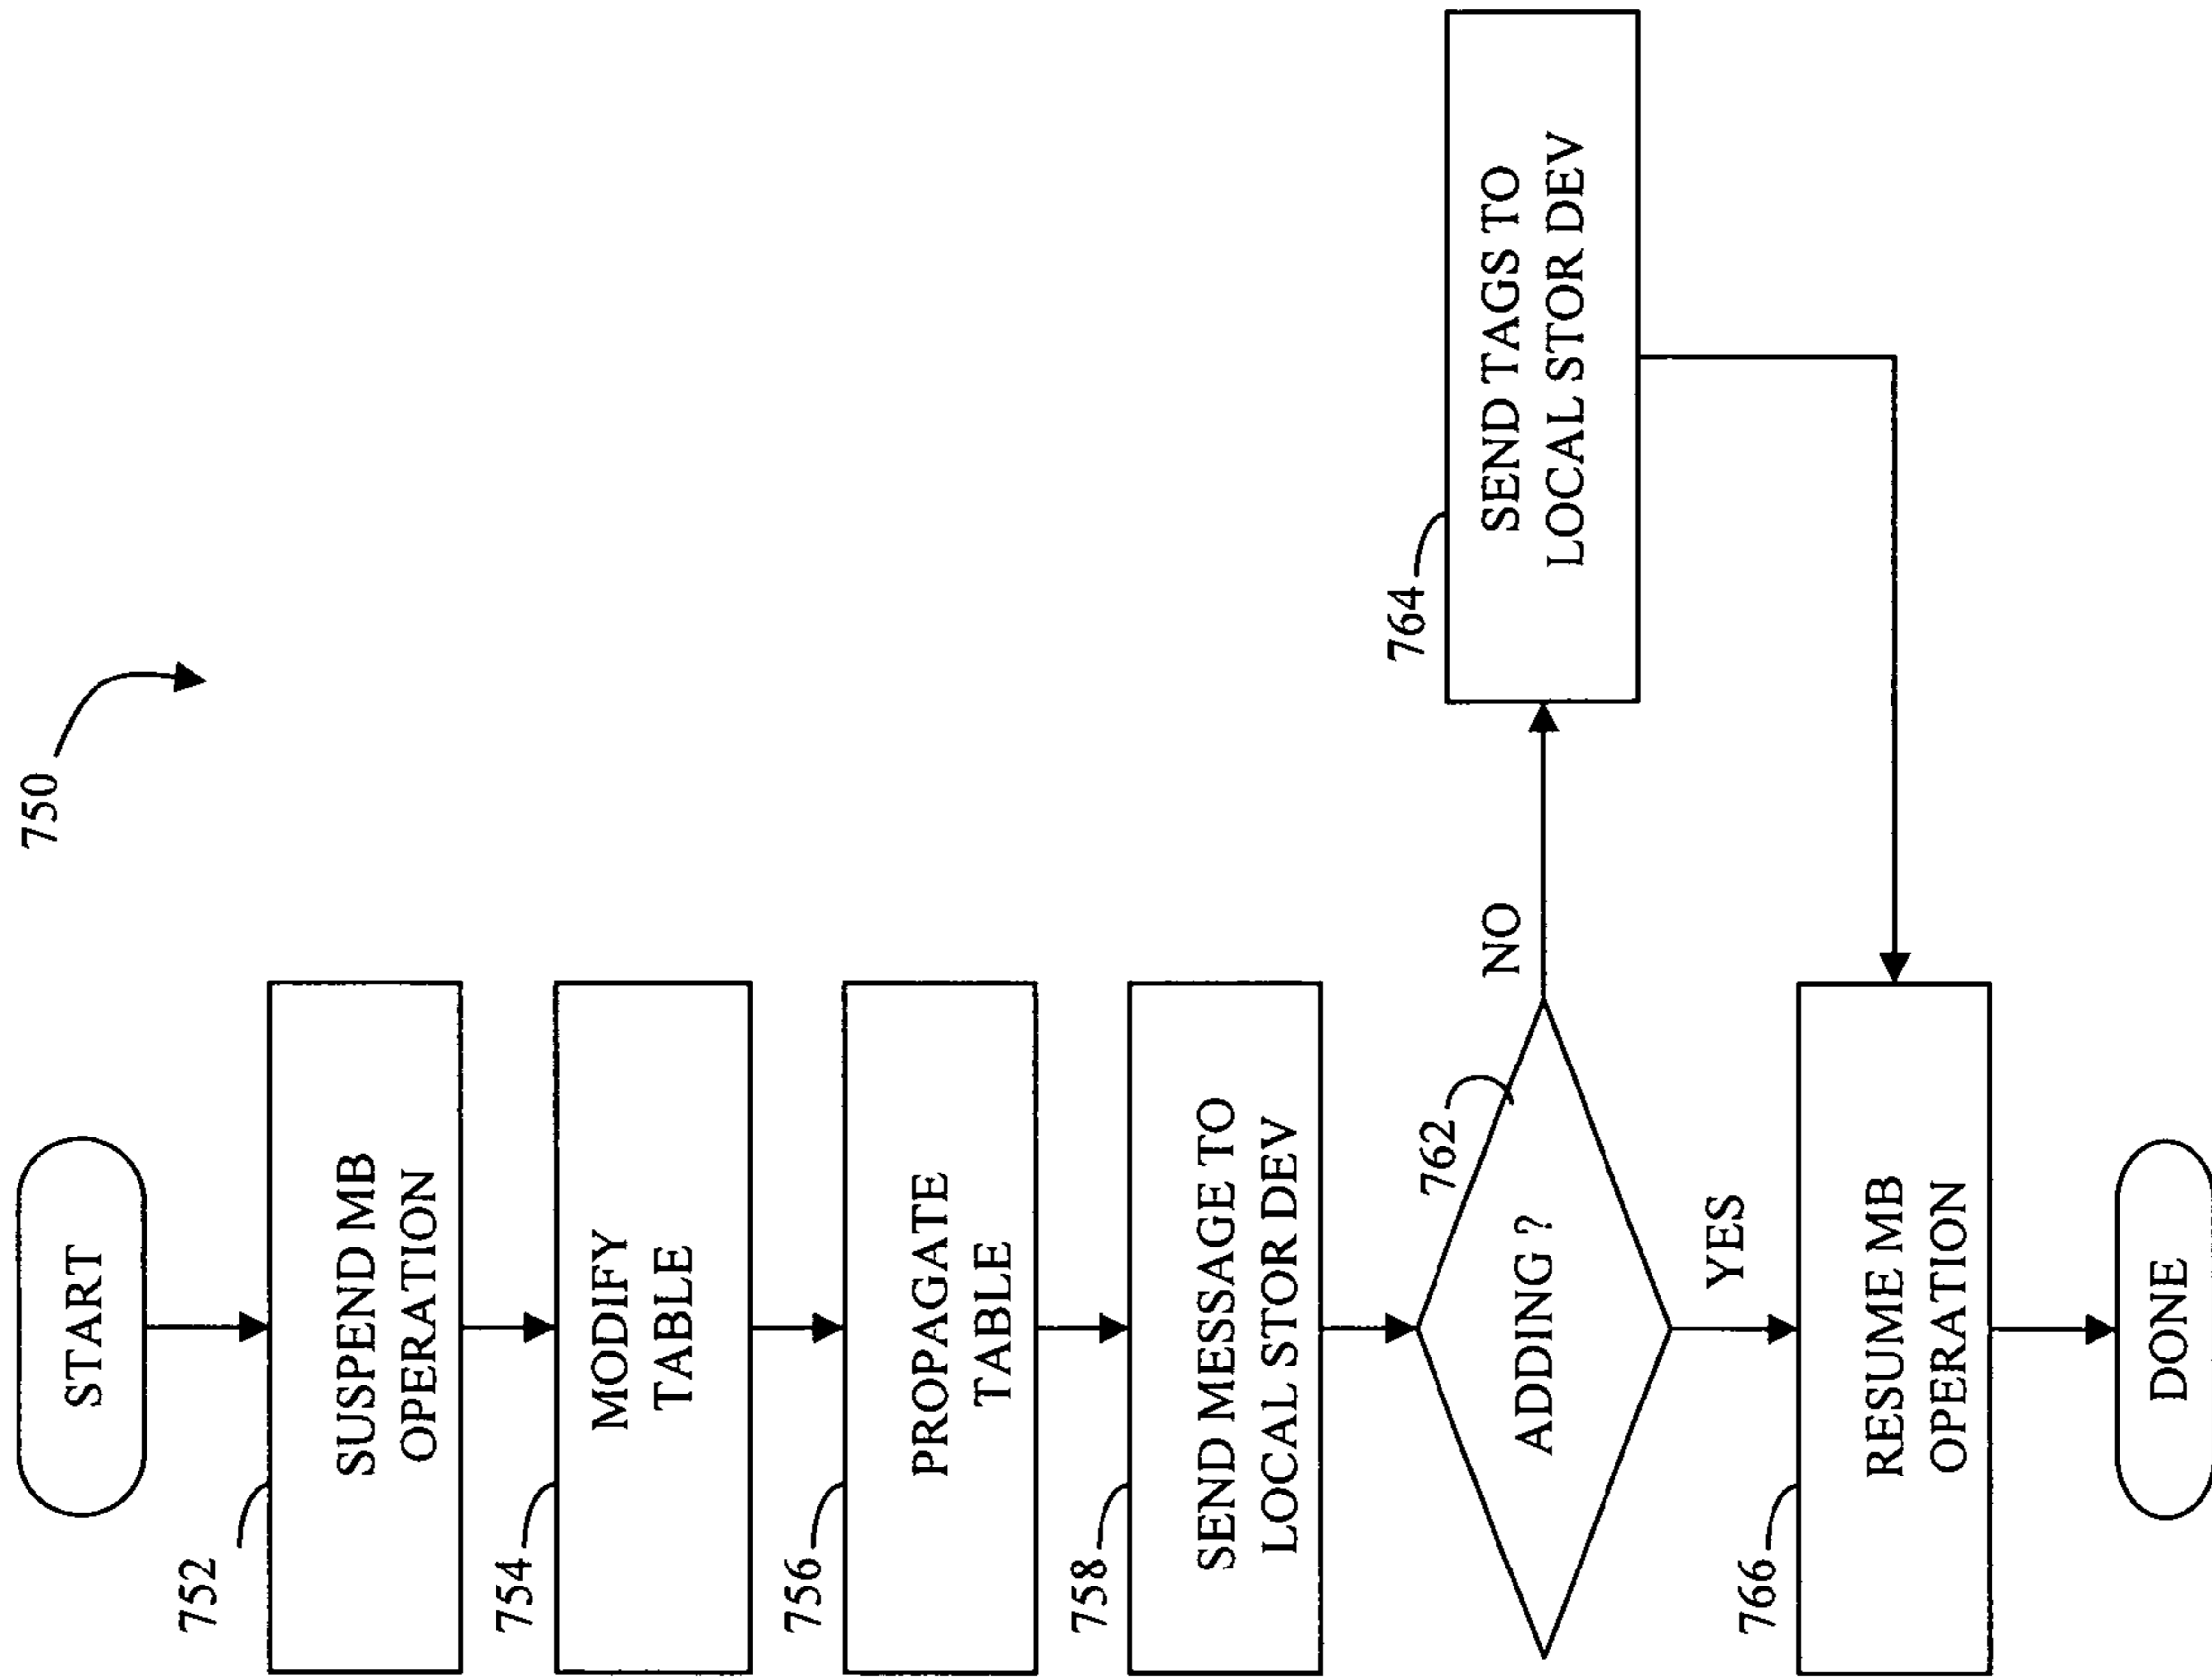 750
START
752
SUSPEND MB
OPERATION
754
MODIFY
TABLE
756
PROPAGATE
TABLE
758
SEND MESSAGE TO
LOCAL STOR DEV
762
ADDING ?
NO
764
SEND TAGS TO
LOCAL STOR DEV
YES
766
RESUME MB
OPERATION
DONE